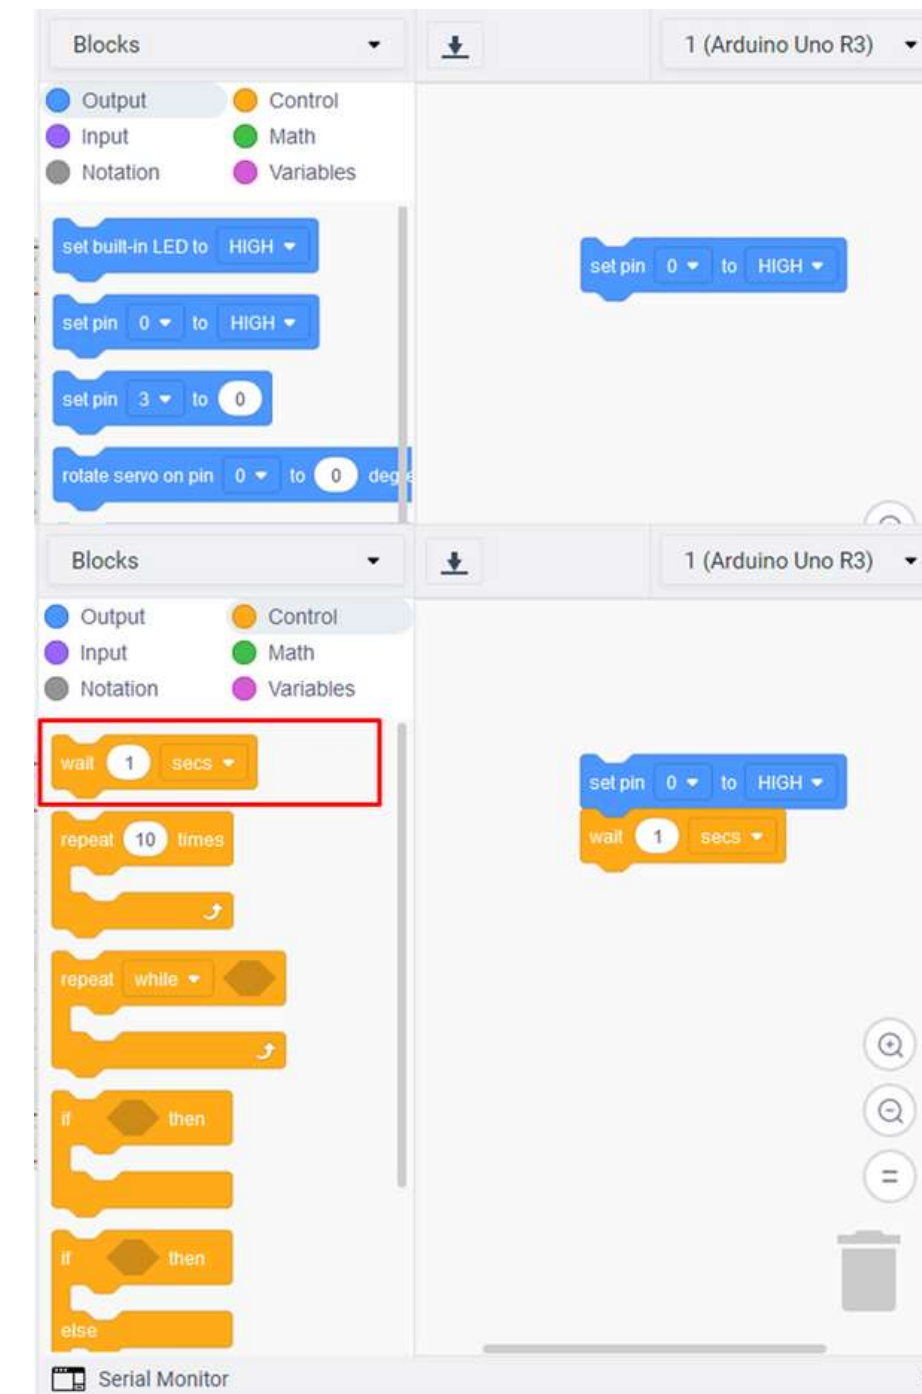 Blocks 1 (Arduino Uno R3)
Output Control
Input Math
Notation Variables
set built-in LED to HIGH
set pin 0 to HIGH
set pin 0 to HIGH
set pin 3 to 0
rotate servo on pin 0 to 0 degre
Blocks 1 (Arduino Uno R3)
Output Control
Input Math
Notation Variables
wait 1 secs
set pin 0 to HIGH
wait 1 secs
repeat 10 times
repeat while
if then
if then
else
Serial Monitor